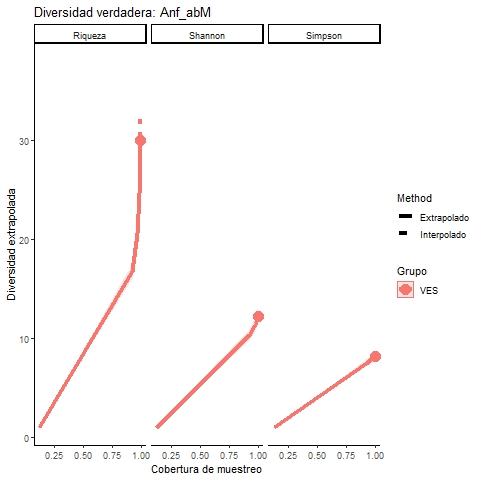 Diversidad verdadera: Anf_abM
Riqueza
Shannon
Simpson
Diversidad extrapolada
30
20
10
0
0.25 0.50 0.75 1.00
0.25 0.50 0.75 1.00
0.25 0.50 0.75 1.00
Cobertura de muestreo
Method
Extrapolado
Interpolado
Grupo
VES